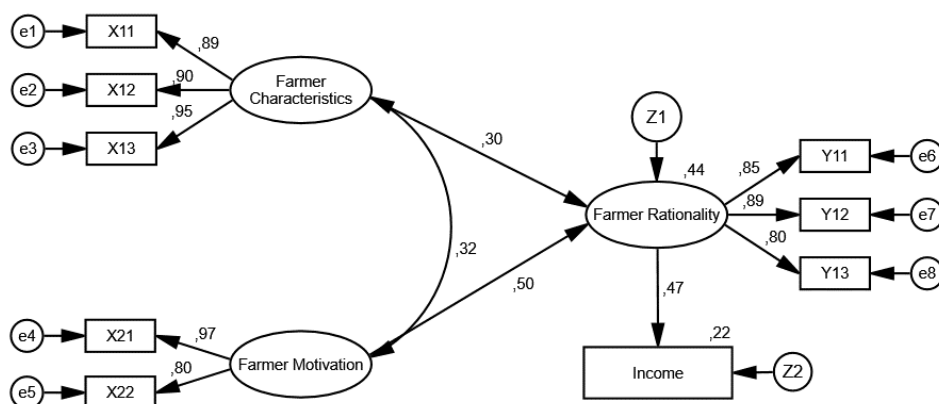 e1
X11
,89
e2
X12
,90
Farmer
Characteristics
e3
X13
,95
Z1
,30
,44
Farmer Rationality
,85
Y11
e6
,89
Y12
e7
,80
Y13
e8
,32
,50
,47
e4
X21
,97
Farmer Motivation
e5
X22
,80
,22
Income
Z2